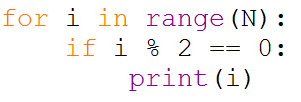 for i in range(N):
    if i % 2 == 0:
        print(i)